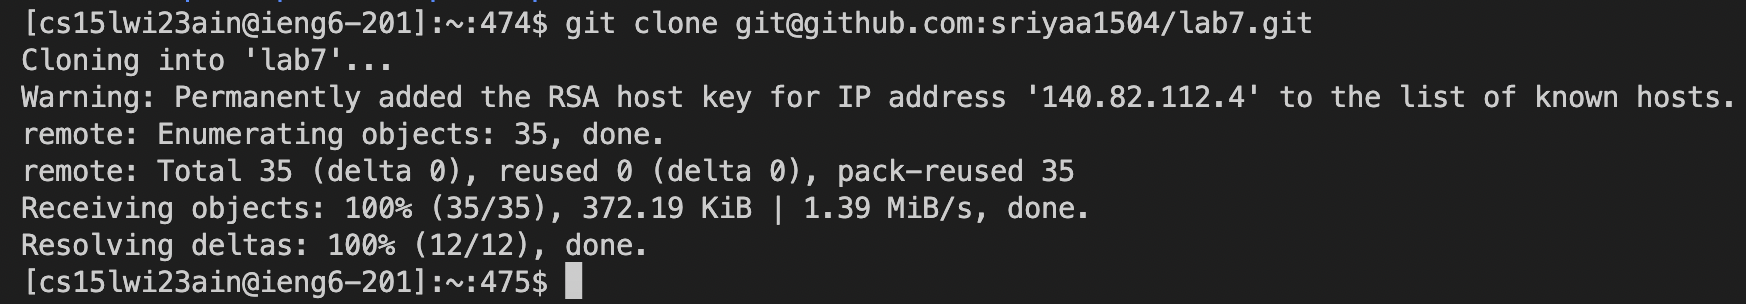 [cs15lwi23ain@ieng6-201]:~:474$ git clone git@github.com:sriyaa1504/lab7.git
Cloning into 'lab7'...
Warning: Permanently added the RSA host key for IP address '140.82.112.4' to the list of known hosts.
remote: Enumerating objects: 35, done.
remote: Total 35 (delta 0), reused 0 (delta 0), pack-reused 35
Receiving objects: 100% (35/35), 372.19 KiB | 1.39 MiB/s, done.
Resolving deltas: 100% (12/12), done.
[cs15lwi23ain@ieng6-201]:~:475$